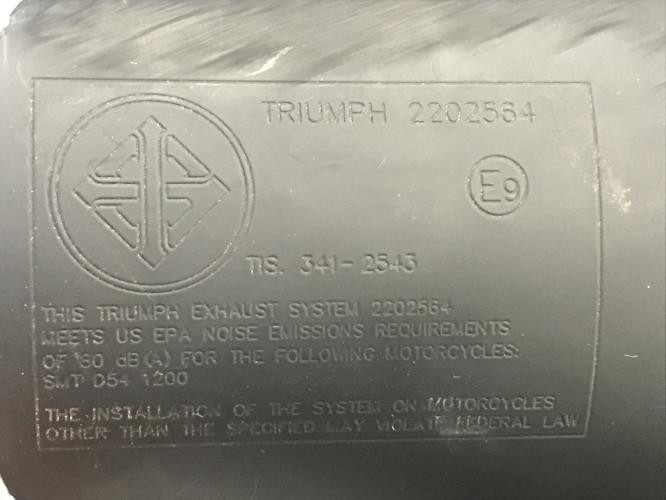 TRIUMPH 2202564
E9
TIS. 341-2543
THIS TRIUMPH EXHAUST SYSTEM 2202564
MEETS US EPA NOISE EMISSIONS REQUIREMENTS
OF 80 dB(A) FOR THE FOLLOWING MOTORCYCLES:
SMT D54 1200
THE INSTALLATION OF THE SYSTEM ON MOTORCYCLES
OTHER THAN THE SPECIFIED MAY VIOLATE FEDERAL LAW